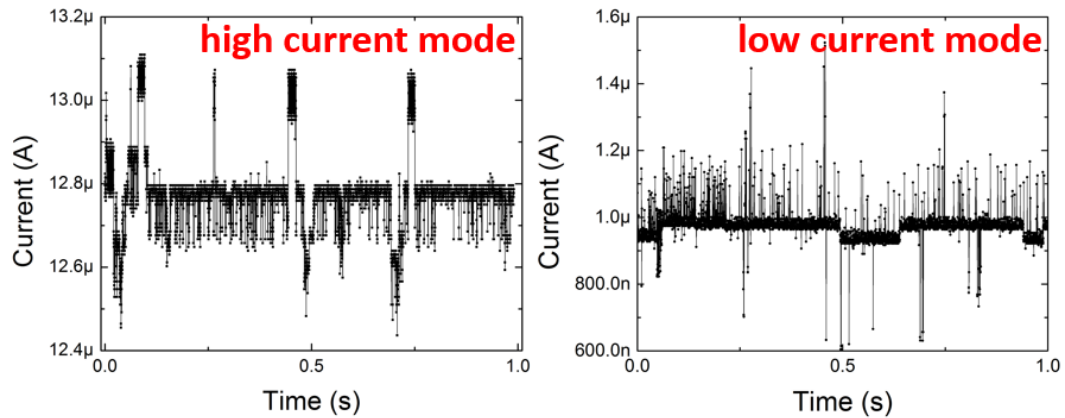 high current mode
Current (A)
13.2µ
13.0µ
12.8µ
12.6µ
12.4µ
0.0
0.5
1.0
Time (s)
low current mode
Current (A)
1.6µ
1.4µ
1.2µ
1.0µ
800.0n
600.0n
0.0
0.5
1.0
Time (s)